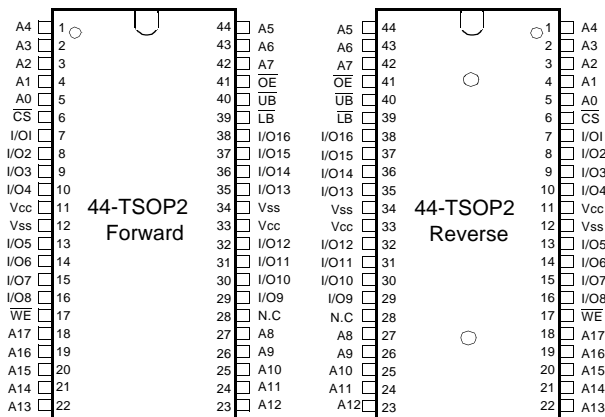 A4 1 44 A5 44 1 A4
A3 2 43 A6 A5 43 2 A3
A2 3 42 A7 A6 42 3 A2
A1 4 41 OE A7 41 4 A1
A0 5 40 UB OE 40 5 A0
CS 6 39 LB UB 39 6 CS
I/OI 7 38 I/O16 LB 38 7 I/OI
I/O2 8 37 I/O15 I/O16 37 8 I/O2
I/O3 9 36 I/O14 I/O15 36 9 I/O3
I/O4 10 35 I/O13 I/O14 35 10 I/O4
Vcc 11 44-TSOP2 34 Vss I/O13 34 44-TSOP2 11 Vcc
Vss 12 Forward 33 Vcc Vss 33 Reverse 12 Vss
I/O5 13 32 I/O12 Vcc 32 13 I/O5
I/O6 14 31 I/O11 I/O12 31 14 I/O6
I/O7 15 30 I/O10 I/O11 30 15 I/O7
I/O8 16 29 I/O9 I/O10 29 16 I/O8
WE 17 28 N.C I/O9 28 17 WE
A17 18 27 A8 N.C 27 18 A17
A16 19 26 A9 A8 26 19 A16
A15 20 25 A10 A9 25 20 A15
A14 21 24 A11 A10 24 21 A14
A13 22 23 A12 A11 23 22 A13
A12